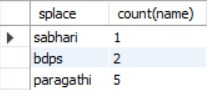 splace count(name)
sabhari 1
bdps 2
paragathi 5